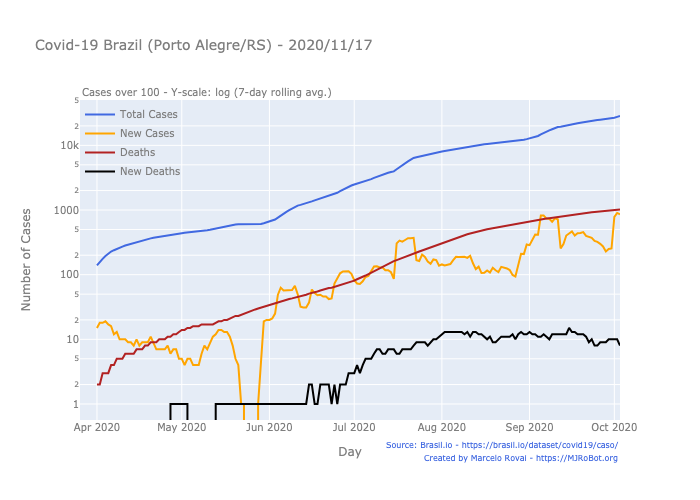 Covid-19 Brazil (Porto Alegre/RS) - 2020/11/17
Cases over 100 - Y-scale: log (7-day rolling avg.)
Total Cases
New Cases
Deaths
New Deaths
5
2
10k
5
2
1000
5
2
100
5
2
10
5
2
1
Number of Cases
Apr 2020
May 2020
Jun 2020
Jul 2020
Aug 2020
Sep 2020
Oct 2020
Day
Source: Brasil.io - https://brasil.io/dataset/covid19/caso/
Created by Marcelo Rovai - https://MJRoBot.org